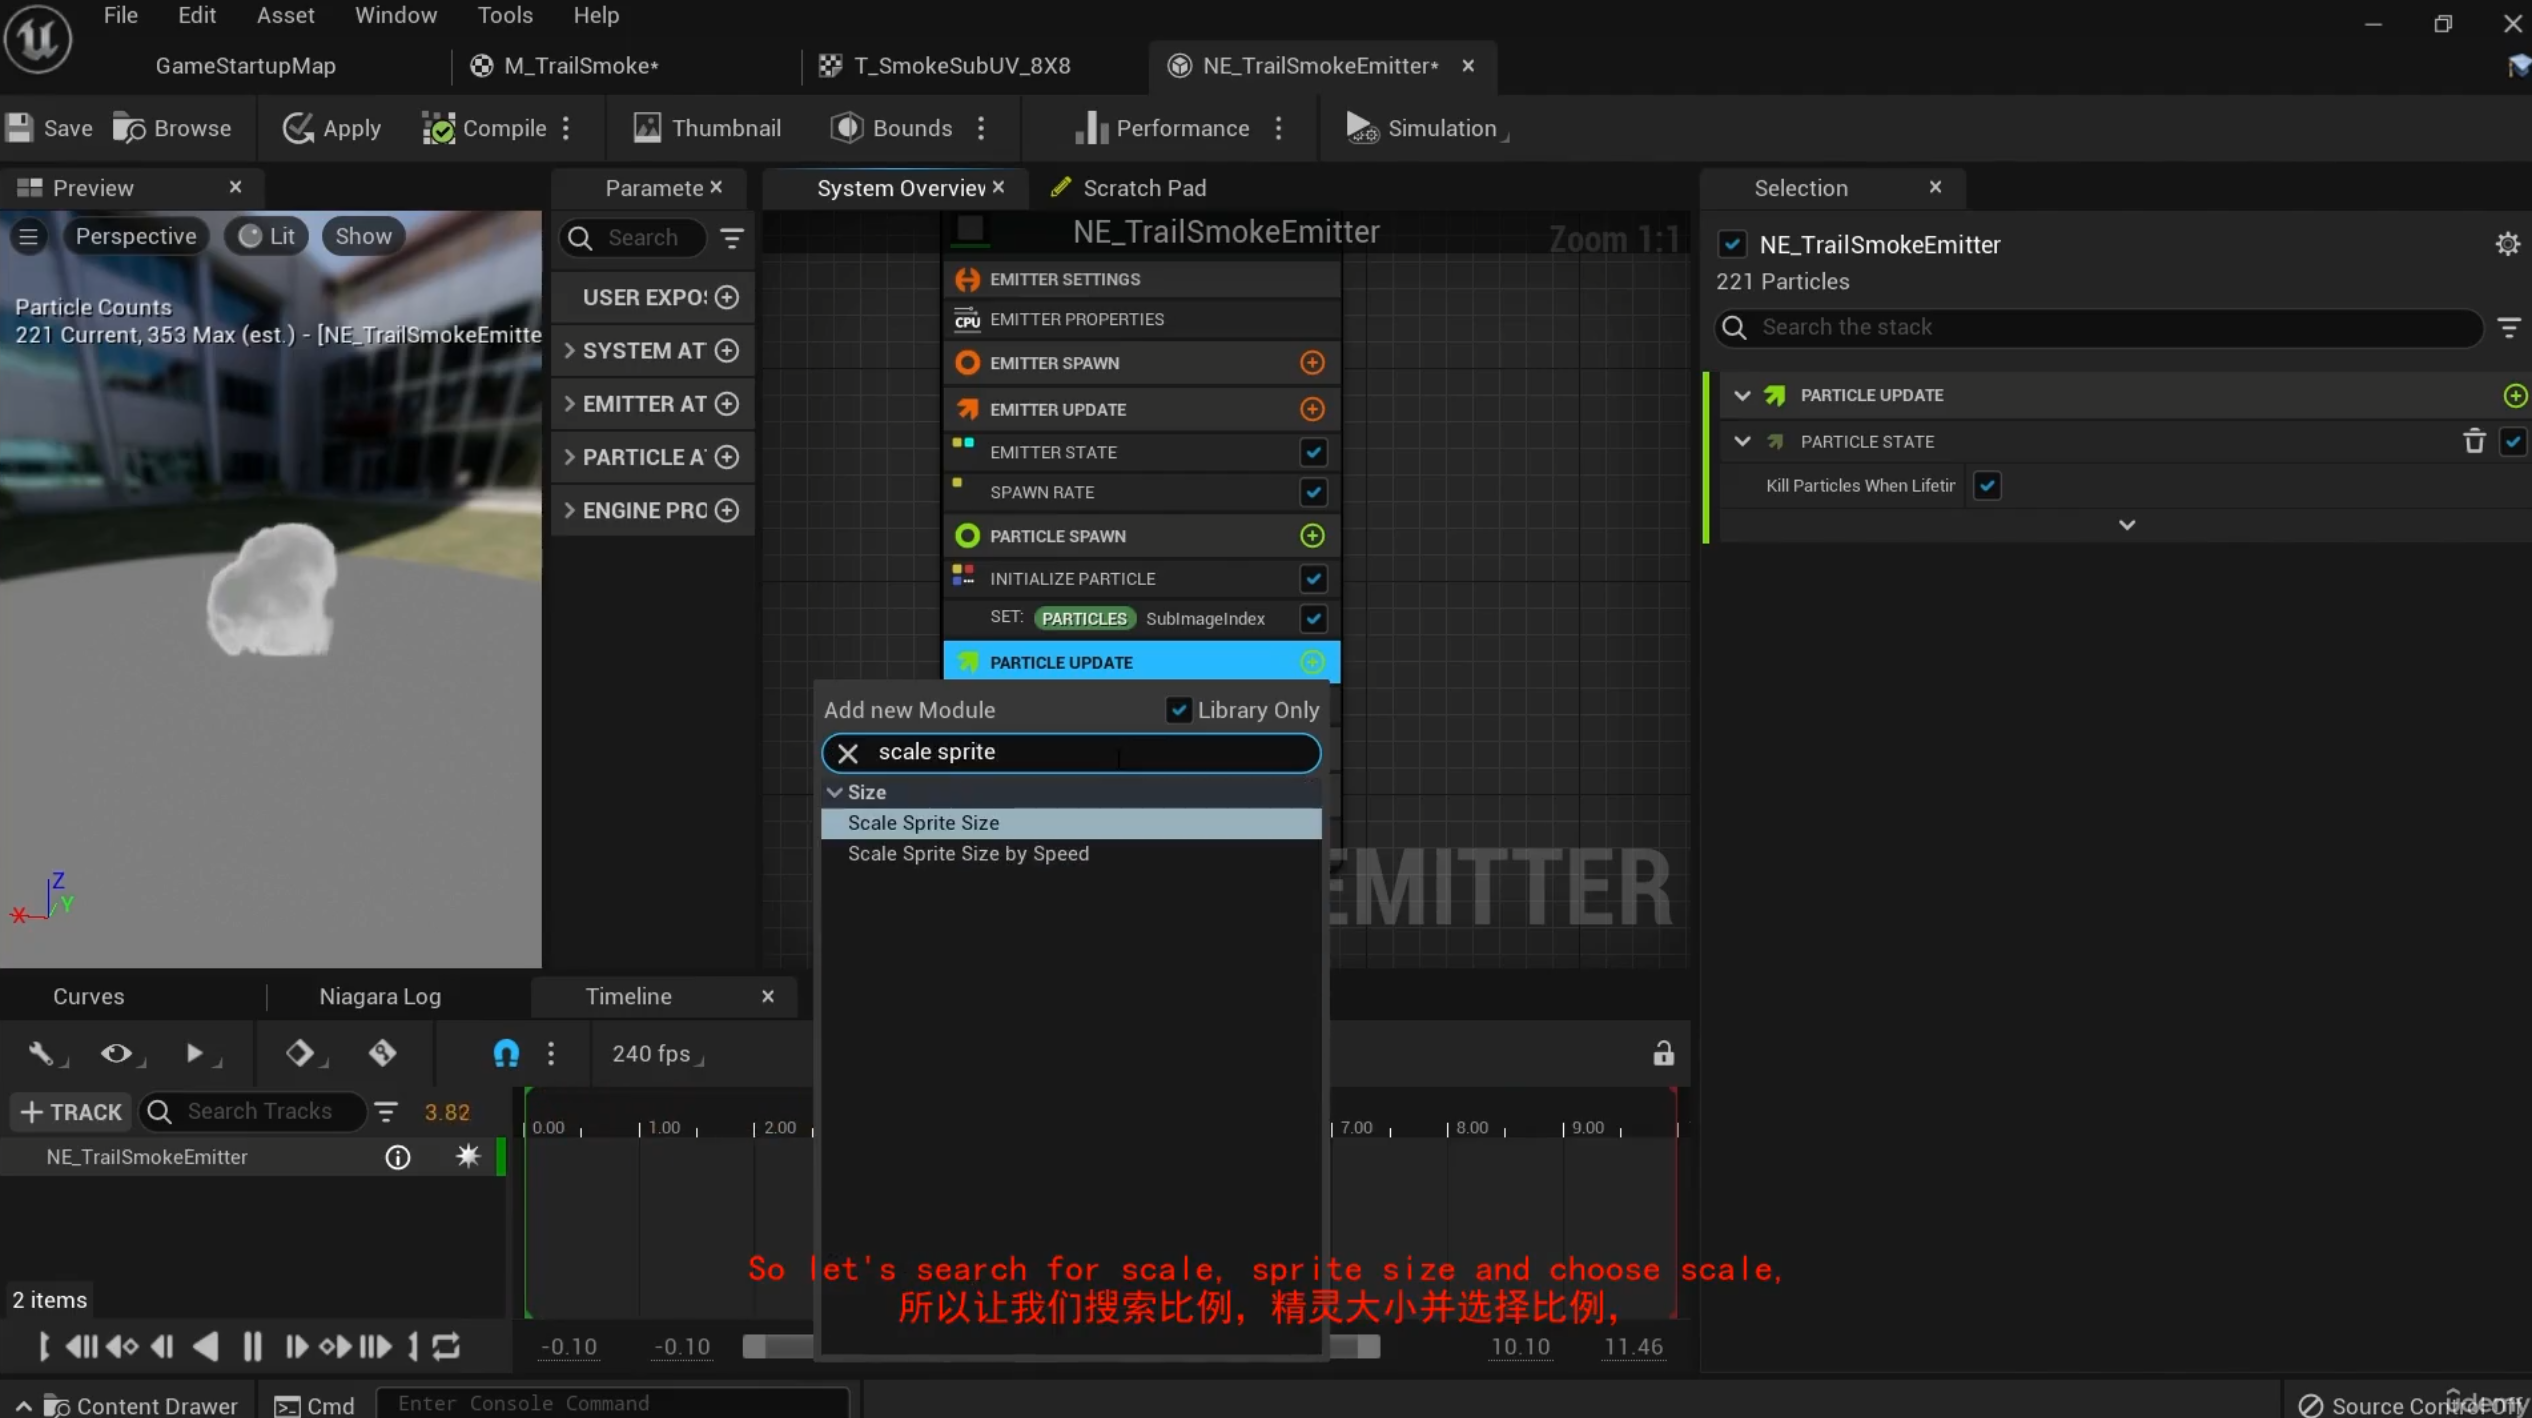 File Edit Asset Window Tools Help
GameStartupMap M_TrailSmoke* T_SmokeSubUV_8X8 NE_TrailSmokeEmitter*
Save Browse Apply Compile Thumbnail Bounds Performance Simulation
Preview Paramete System Overview Scratch Pad Selection
Perspective Lit Show
Search
NE_TrailSmokeEmitter
Zoom 1:1
NE_TrailSmokeEmitter
221 Particles
Particle Counts
221 Current, 353 Max (est.) - [NE_TrailSmokeEmitte
Search the stack
USER EXPO
SYSTEM AT
EMITTER AT
PARTICLE A
ENGINE PRO
EMITTER SETTINGS
CPU EMITTER PROPERTIES
EMITTER SPAWN
EMITTER UPDATE
EMITTER STATE
SPAWN RATE
PARTICLE SPAWN
INITIALIZE PARTICLE
SET: PARTICLES SubImageIndex
PARTICLE UPDATE
PARTICLE UPDATE
PARTICLE STATE
Kill Particles When Lifetir
Add new Module Library Only
scale sprite
Size
Scale Sprite Size
Scale Sprite Size by Speed
EMITTER
Z
Y
X
Curves Niagara Log Timeline
240 fps
TRACK Search Tracks 3.82
0.00 1.00 2.00 7.00 8.00 9.00
NE_TrailSmokeEmitter
So let's search for scale, sprite size and choose scale,
所以让我们搜索比例，精灵大小并选择比例，
2 items
-0.10 -0.10 10.10 11.46
Content Drawer Cmd Enter Console Command Source Control Off
ûdemy